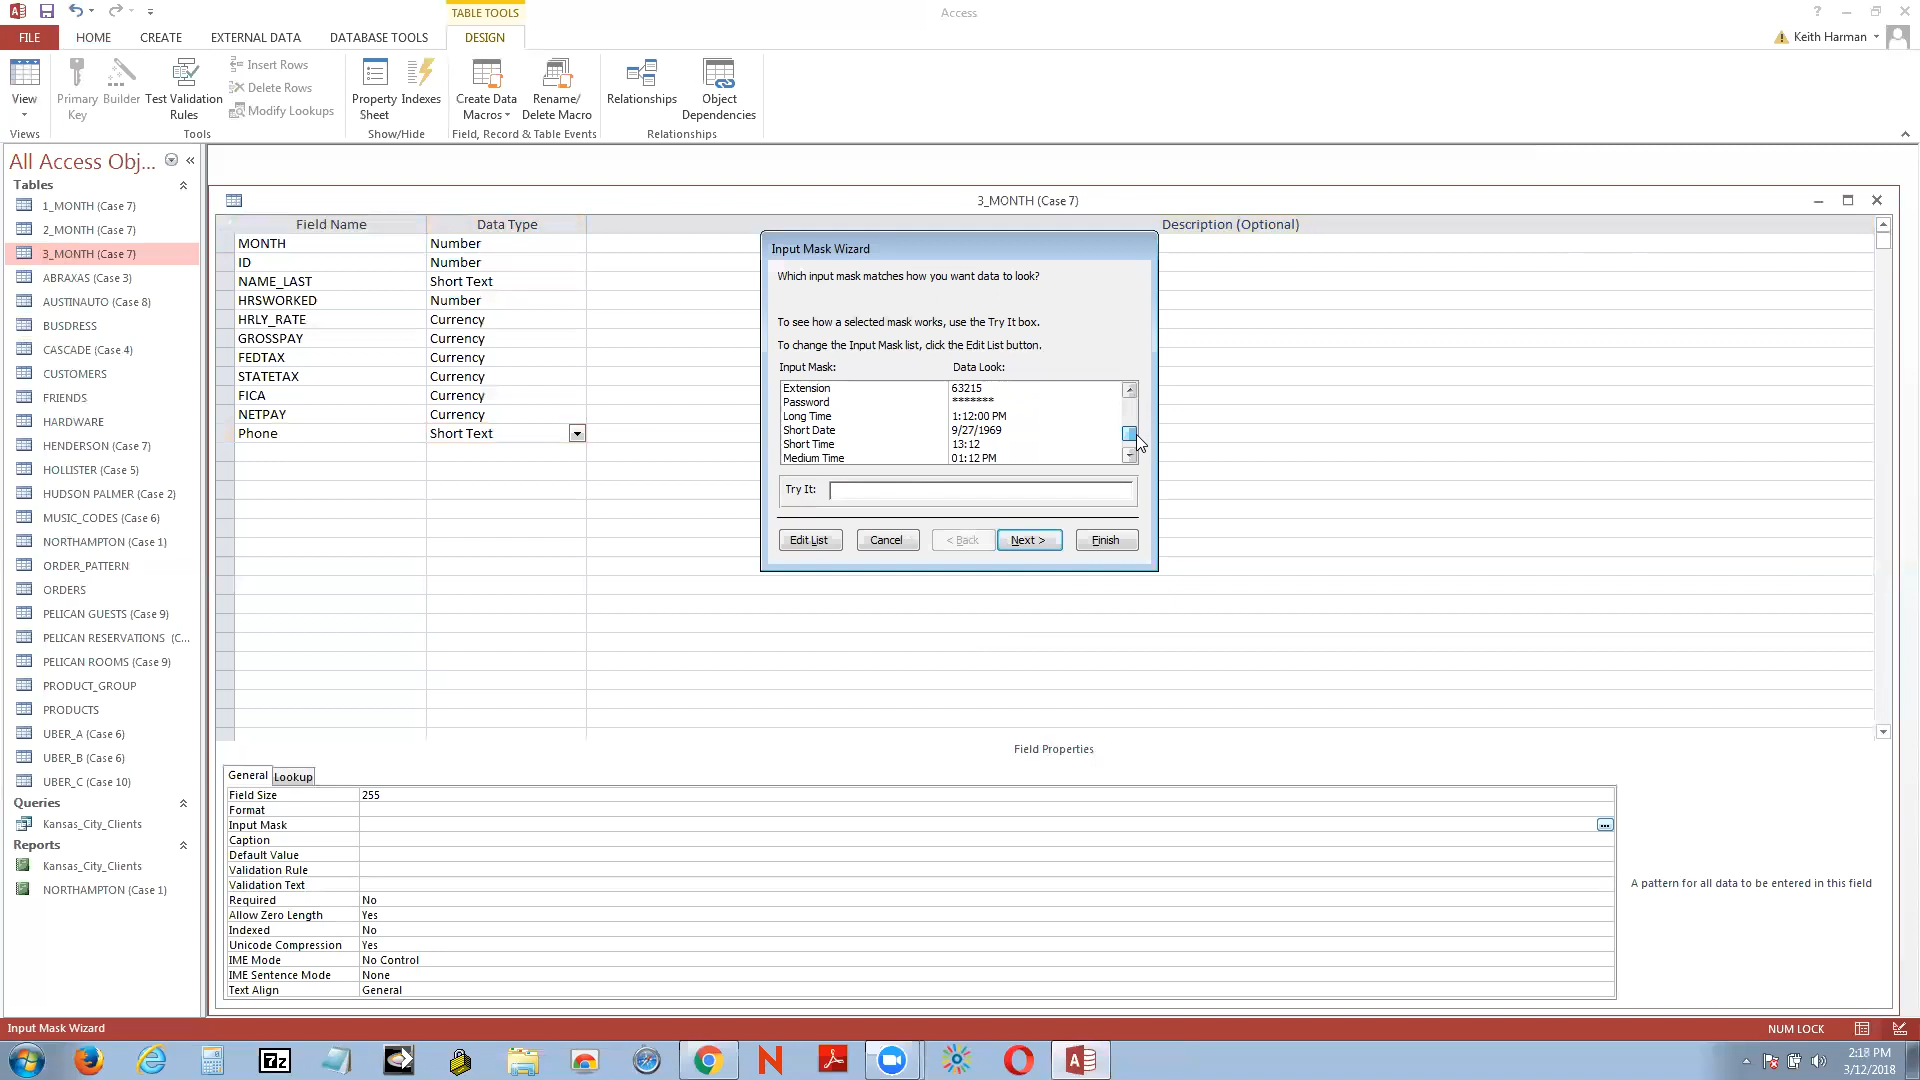 TABLE TOOLS
Access
FILE
HOME
CREATE
EXTERNAL DATA
DATABASE TOOLS
DESIGN
Keith Harman
View
Primary Key
Builder
Test Validation Rules
Insert Rows
Delete Rows
Modify Lookups
Property Sheet
Indexes
Create Data Macros
Rename/ Delete Macro
Relationships
Object Dependencies
Views
Tools
Show/Hide
Field, Record & Table Events
Relationships
All Access Obj...
Tables
1_MONTH (Case 7)
2_MONTH (Case 7)
3_MONTH (Case 7)
ABRAXAS (Case 3)
AUSTINAUTO (Case 8)
BUSDRESS
CASCADE (Case 4)
CUSTOMERS
FRIENDS
HARDWARE
HENDERSON (Case 7)
HOLLISTER (Case 5)
HUDSON PALMER (Case 2)
MUSIC_CODES (Case 6)
NORTHAMPTON (Case 1)
ORDER_PATTERN
ORDERS
PELICAN GUESTS (Case 9)
PELICAN RESERVATIONS (C...
PELICAN ROOMS (Case 9)
PRODUCT_GROUP
PRODUCTS
UBER_A (Case 6)
UBER_B (Case 6)
UBER_C (Case 10)
Queries
Kansas_City_Clients
Reports
Kansas_City_Clients
NORTHAMPTON (Case 1)
3_MONTH (Case 7)
Field Name Data Type Description (Optional)
MONTH Number
ID Number
NAME_LAST Short Text
HRSWORKED Number
HRLY_RATE Currency
GROSSPAY Currency
FEDTAX Currency
STATETAX Currency
FICA Currency
NETPAY Currency
Phone Short Text
Input Mask Wizard
Which input mask matches how you want data to look?
To see how a selected mask works, use the Try It box.
To change the Input Mask list, click the Edit List button.
Input Mask: Data Look:
Extension 63215
Password *******
Long Time 1:12:00 PM
Short Date 9/27/1969
Short Time 13:12
Medium Time 01:12 PM
Try It:
Edit List Cancel < Back Next > Finish
Field Properties
General Lookup
Field Size 255
Format
Input Mask ...
Caption
Default Value
Validation Rule
Validation Text
Required No
Allow Zero Length Yes
Indexed No
Unicode Compression Yes
IME Mode No Control
IME Sentence Mode None
Text Align General
A pattern for all data to be entered in this field
Input Mask Wizard
NUM LOCK
7z
2:18 PM
3/12/2018